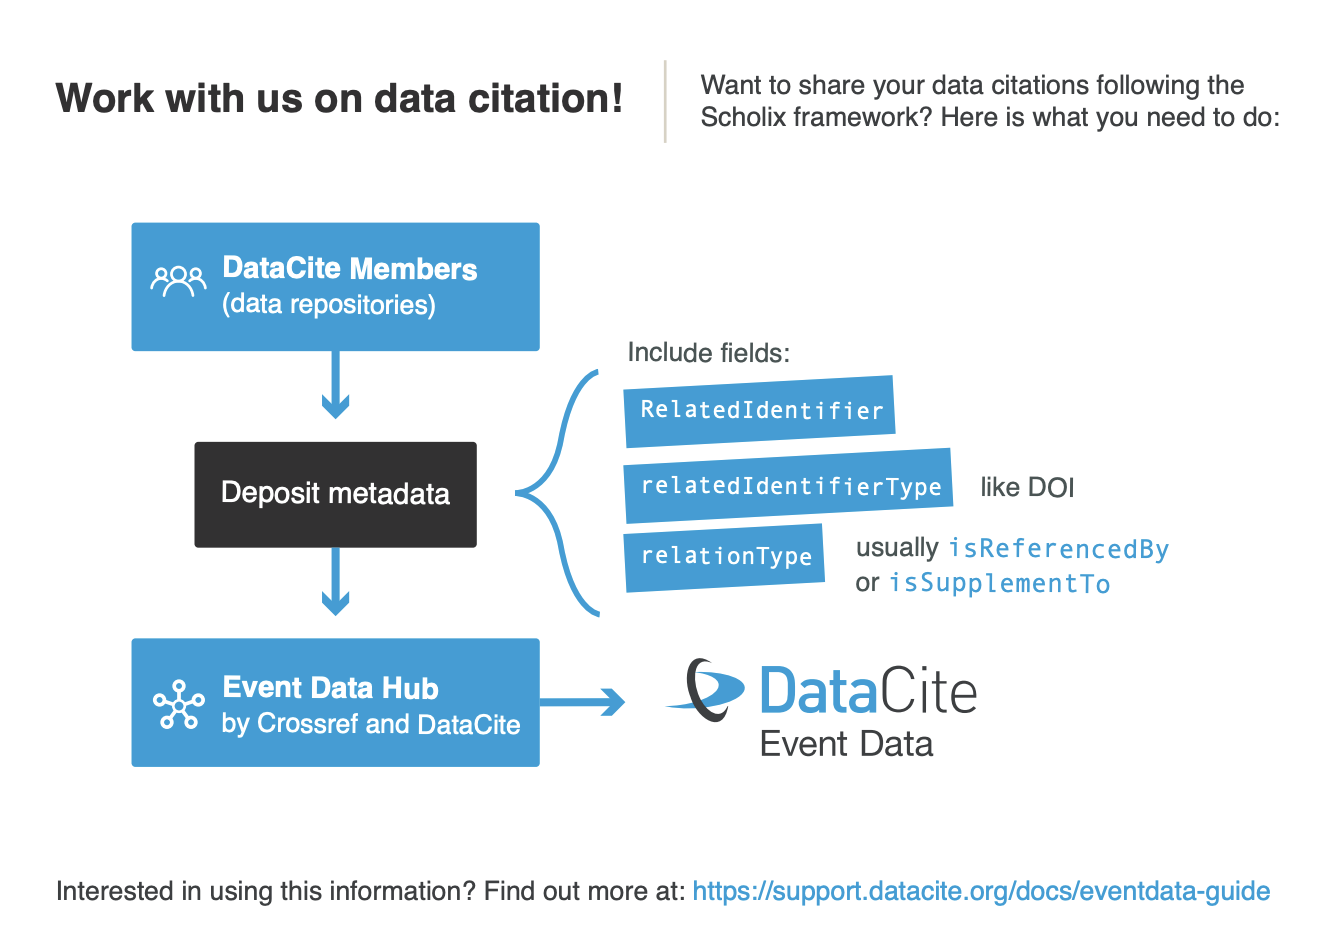 Work with us on data citation!
Want to share your data citations following the
Scholix framework? Here is what you need to do:
DataCite Members
(data repositories)
Include fields:
RelatedIdentifier
Deposit metadata
relatedIdentifierType like DOI
relationType usually isReferencedBy
or isSupplementTo
Event Data Hub
by Crossref and DataCite
DataCite
Event Data
Interested in using this information? Find out more at: https://support.datacite.org/docs/eventdata-guide